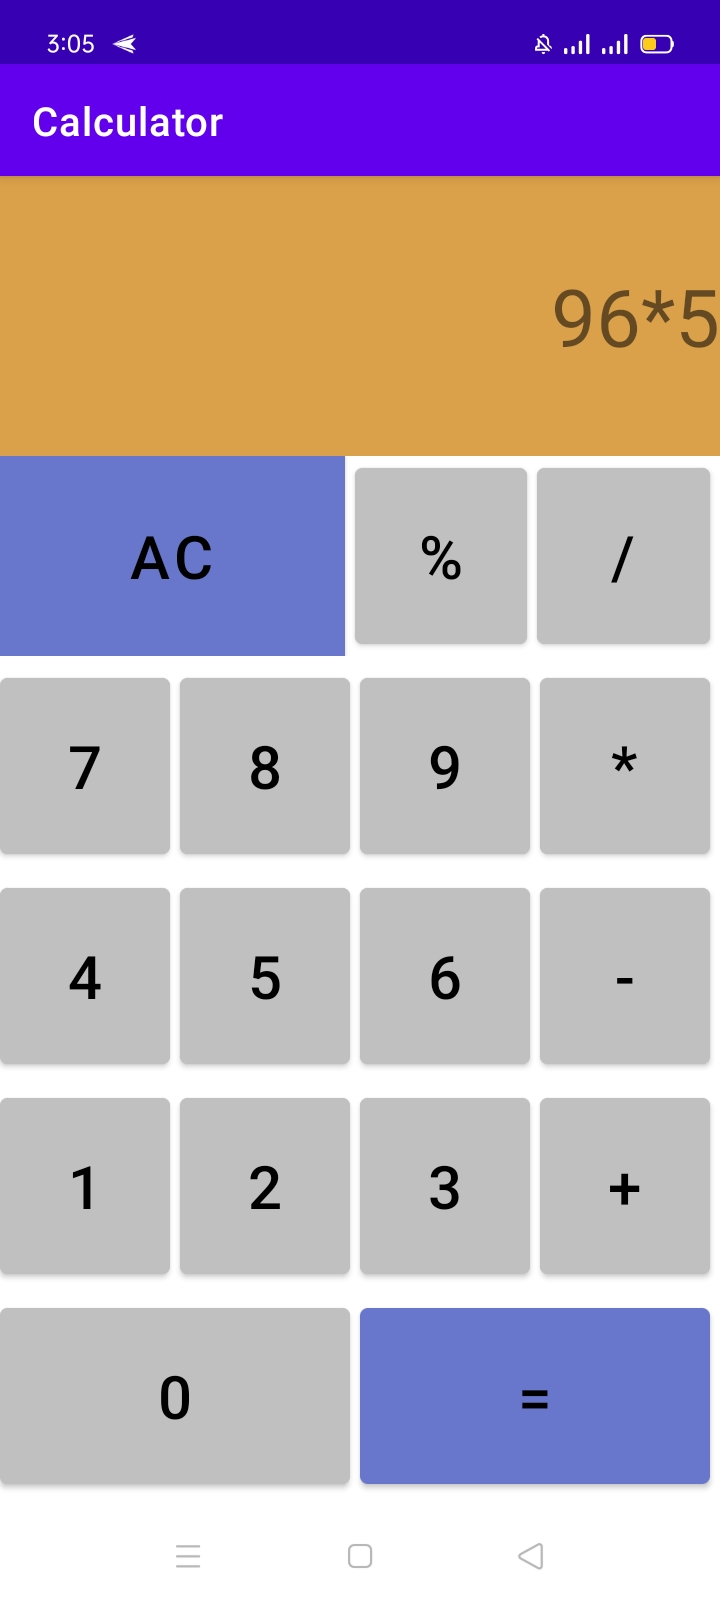 3:05
Calculator
96*5
AC % /
7 8 9 *
4 5 6 -
1 2 3 +
0 =